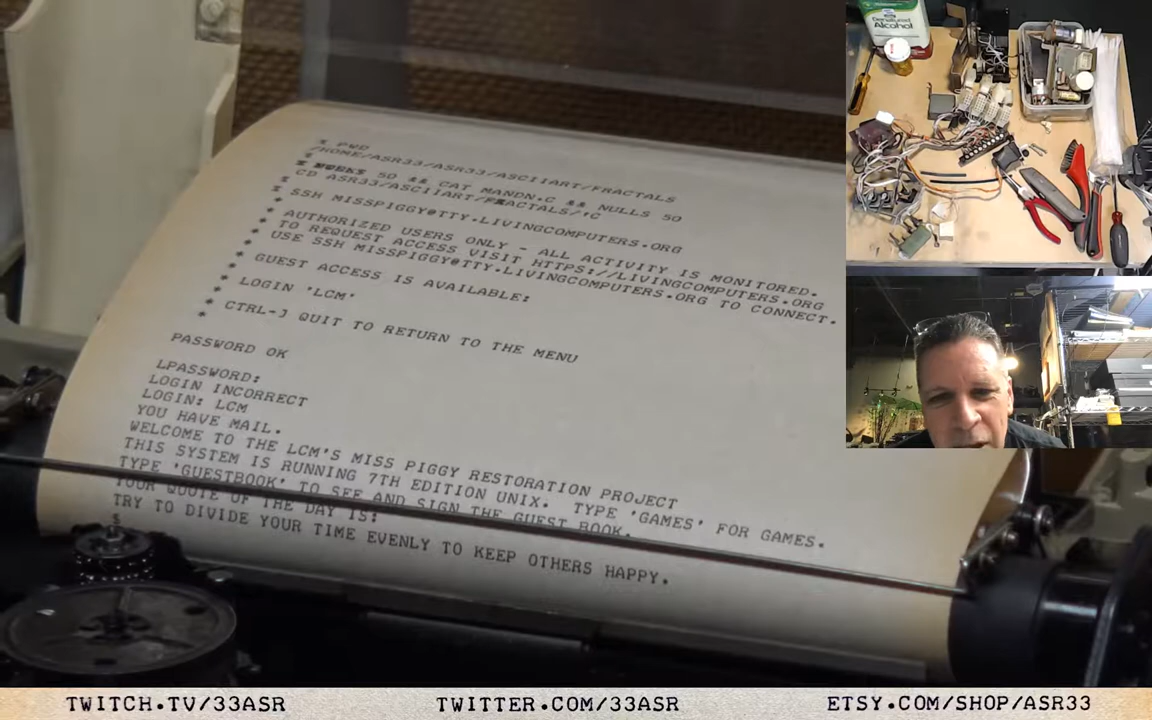 % PWD
/HOME/ASR33/ASR33/ASCIIART/FRACTALS
50 && CAT MANDN.C && NULLS 50
CD ASR33/ASCIIART/FRACTALS/'C
SSH MISSPIGGY@TTY.LIVINGCOMPUTERS.ORG
*
* AUTHORIZED USERS ONLY - ALL ACTIVITY IS MONITORED.
* TO REQUEST ACCESS VISIT HTTPS://LIVINGCOMPUTERS.ORG
* USE SSH MISSPIGGY@TTY.LIVINGCOMPUTERS.ORG TO CONNECT.
*
* GUEST ACCESS IS AVAILABLE:
*
* LOGIN 'LCM'
*
* CTRL-J QUIT TO RETURN TO THE MENU
*
PASSWORD OK
LPASSWORD:
LOGIN INCORRECT
LOGIN: LCM
YOU HAVE MAIL.
WELCOME TO THE LCM'S MISS PIGGY RESTORATION PROJECT
THIS SYSTEM IS RUNNING 7TH EDITION UNIX. TYPE 'GAMES' FOR GAMES.
TYPE 'GUESTBOOK' TO SEE AND SIGN THE GUEST BOOK.
YOUR QUOTE OF THE DAY IS:
TRY TO DIVIDE YOUR TIME EVENLY TO KEEP OTHERS HAPPY.
$
Denatured
Alcohol
TWITCH.TV/33ASR
TWITTER.COM/33ASR
ETSY.COM/SHOP/ASR33